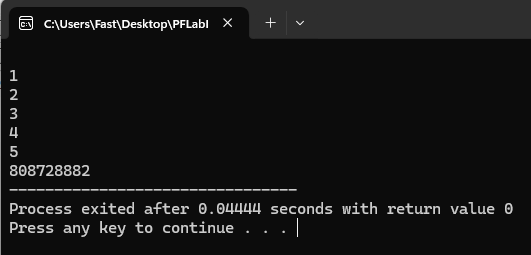 C:\Users\Fast\Desktop\PFLabI
1
2
3
4
5
808728882
--------------------------------
Process exited after 0.04444 seconds with return value 0
Press any key to continue . . .